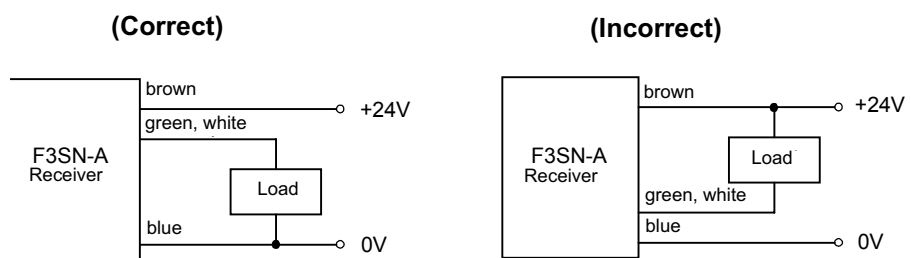 (Correct)
brown
+24V
green, white
F3SN-A
Receiver
Load
blue
0V
(Incorrect)
brown
+24V
F3SN-A
Receiver
Load
green, white
blue
0V